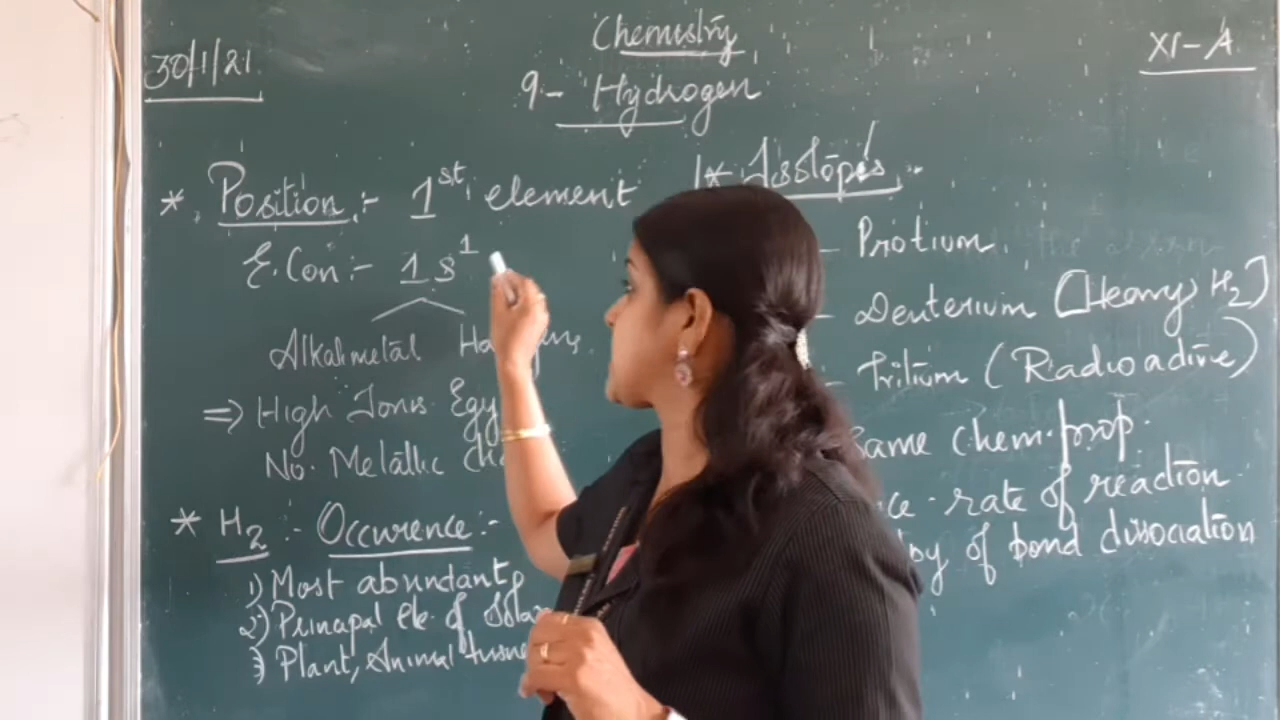 30/1/21
Chemistry
XI-A
9- Hydrogen
* Position:- 1st element
E.Con:- 1s1
Alkalimetal
=> High Ionis. Egy
No. Metallic
* H2 :- Occurence:-
1) Most abundant
2) Principal ele. of
3) Plant, Animal
* Isotopes
- Protium.
- Deuterium [Heavy H2]
- Tritium (Radioactive)
Same Chem. prop.
rate of reaction
of bond dissociation